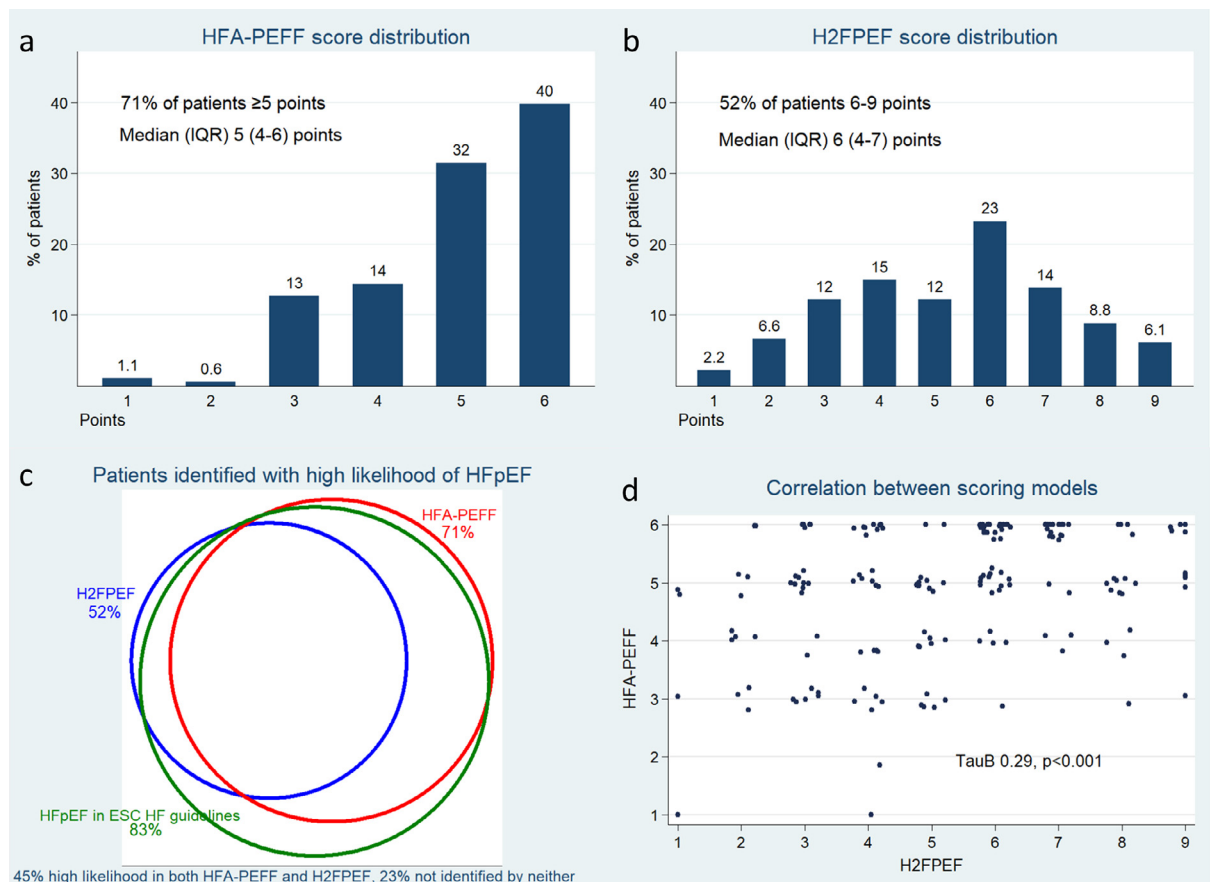 a
HFA-PEFF score distribution
% of patients
40
30
20
10
71% of patients ≥5 points
Median (IQR) 5 (4-6) points
1.1
0.6
13
14
32
40
1 2 3 4 5 6
Points
b
H2FPEF score distribution
% of patients
40
30
20
10
52% of patients 6-9 points
Median (IQR) 6 (4-7) points
2.2
6.6
12
15
12
23
14
8.8
6.1
1 2 3 4 5 6 7 8 9
Points
c
Patients identified with high likelihood of HFpEF
HFA-PEFF
71%
H2FPEF
52%
HFpEF in ESC HF guidelines
83%
45% high likelihood in both HFA-PEFF and H2FPEF, 23% not identified by neither
d
Correlation between scoring models
HFA-PEFF
6
5
4
3
2
1
TauB 0.29, p<0.001
1 2 3 4 5 6 7 8 9
H2FPEF